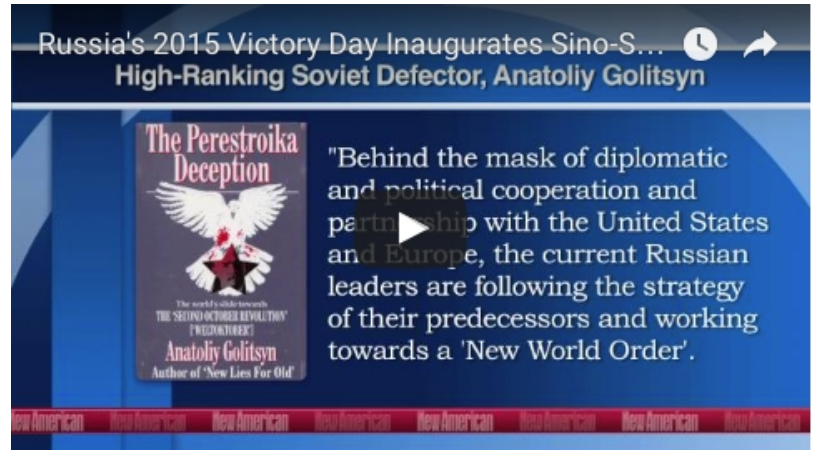 Russia's 2015 Victory Day Inaugurates Sino-S...
High-Ranking Soviet Defector, Anatoliy Golitsyn
The Perestroika
Deception
The world's slide towards
THE 'SECOND OCTOBER REVOLUTION'
['WELTOKTOBER']
Anatoliy Golitsyn
Author of 'New Lies For Old'
"Behind the mask of diplomatic
and political cooperation and
partnership with the United States
and Europe, the current Russian
leaders are following the strategy
of their predecessors and working
towards a 'New World Order'.
New American New American New American New American New American New American New American New American